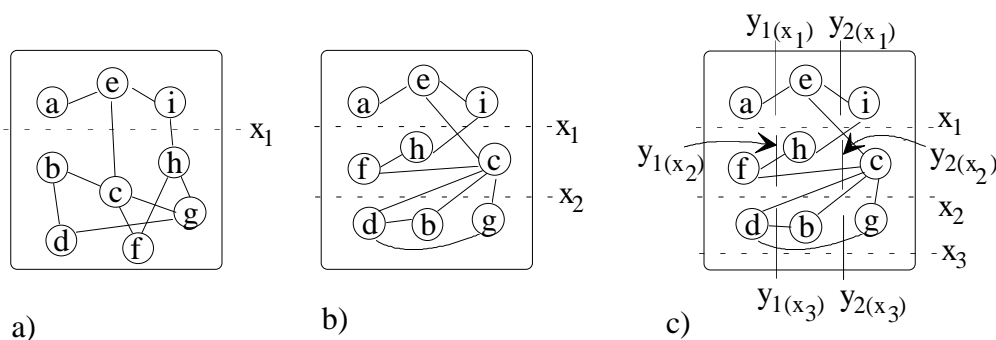 a
e
i
x1
b
h
c
g
d
f
a)
e
a
i
x1
h
f
c
x2
d
b
g
b)
y1(x1)
y2(x1)
e
a
i
x1
h
y1(x2)
f
c
y2(x2)
x2
d
b
g
x3
y1(x3)
y2(x3)
c)